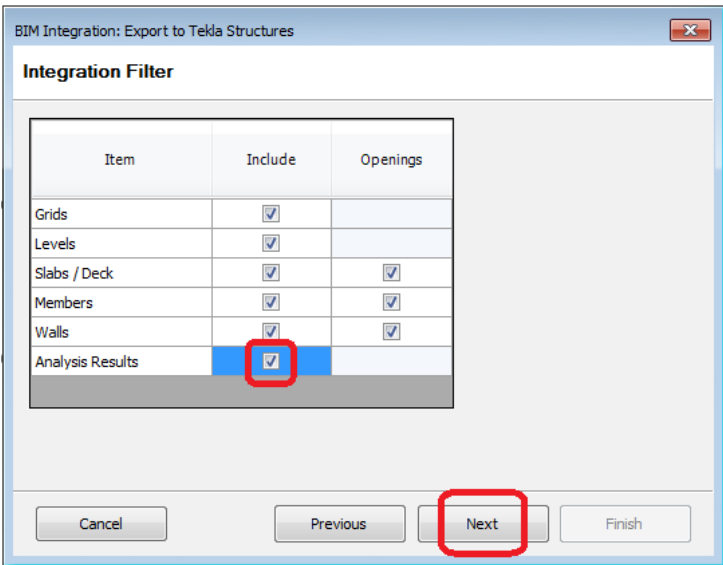 BIM Integration: Export to Tekla Structures
Integration Filter
Item Include Openings
Grids
Levels
Slabs / Deck
Members
Walls
Analysis Results
Cancel Previous Next Finish